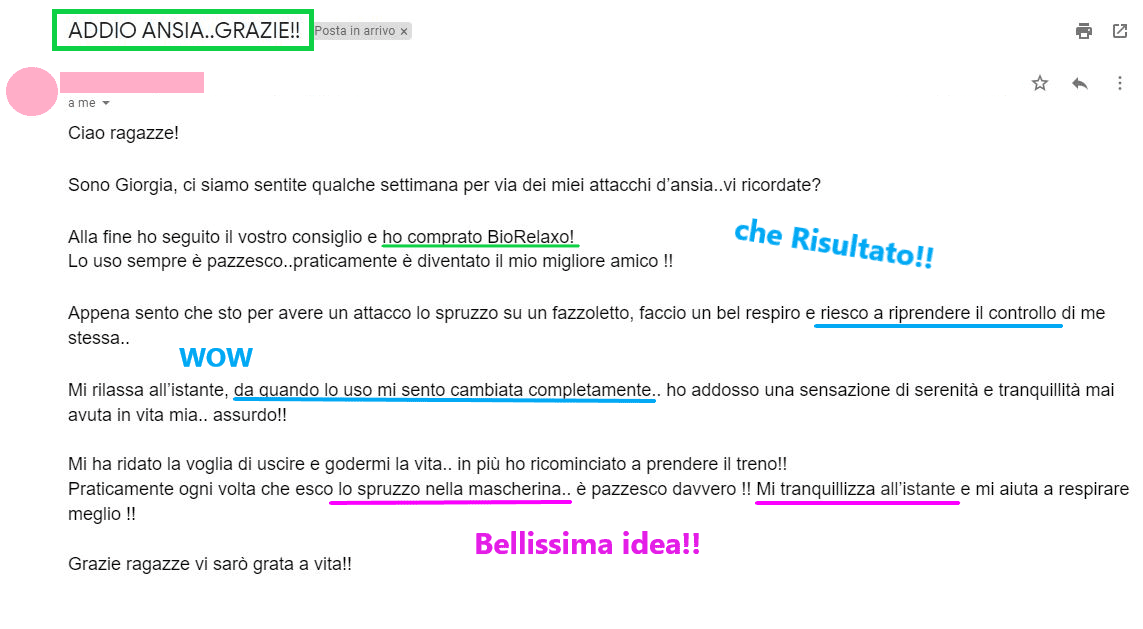 ADDIO ANSIA..GRAZIE!! Posta in arrivo ×
a me
Ciao ragazze!
Sono Giorgia, ci siamo sentite qualche settimana per via dei miei attacchi d'ansia..vi ricordate?
Alla fine ho seguito il vostro consiglio e ho comprato BioRelaxo!
che Risultato!!
Lo uso sempre è pazzesco..praticamente è diventato il mio migliore amico !!
Appena sento che sto per avere un attacco lo spruzzo su un fazzoletto, faccio un bel respiro e riesco a riprendere il controllo di me
stessa..
WOW
Mi rilassa all'istante, da quando lo uso mi sento cambiata completamente.. ho addosso una sensazione di serenità e tranquillità mai
avuta in vita mia.. assurdo!!
Mi ha ridato la voglia di uscire e godermi la vita.. in più ho ricominciato a prendere il treno!!
Praticamente ogni volta che esco lo spruzzo nella mascherina.. è pazzesco davvero !! Mi tranquillizza all'istante e mi aiuta a respirare
meglio !!
Bellissima idea!!
Grazie ragazze vi sarò grata a vita!!